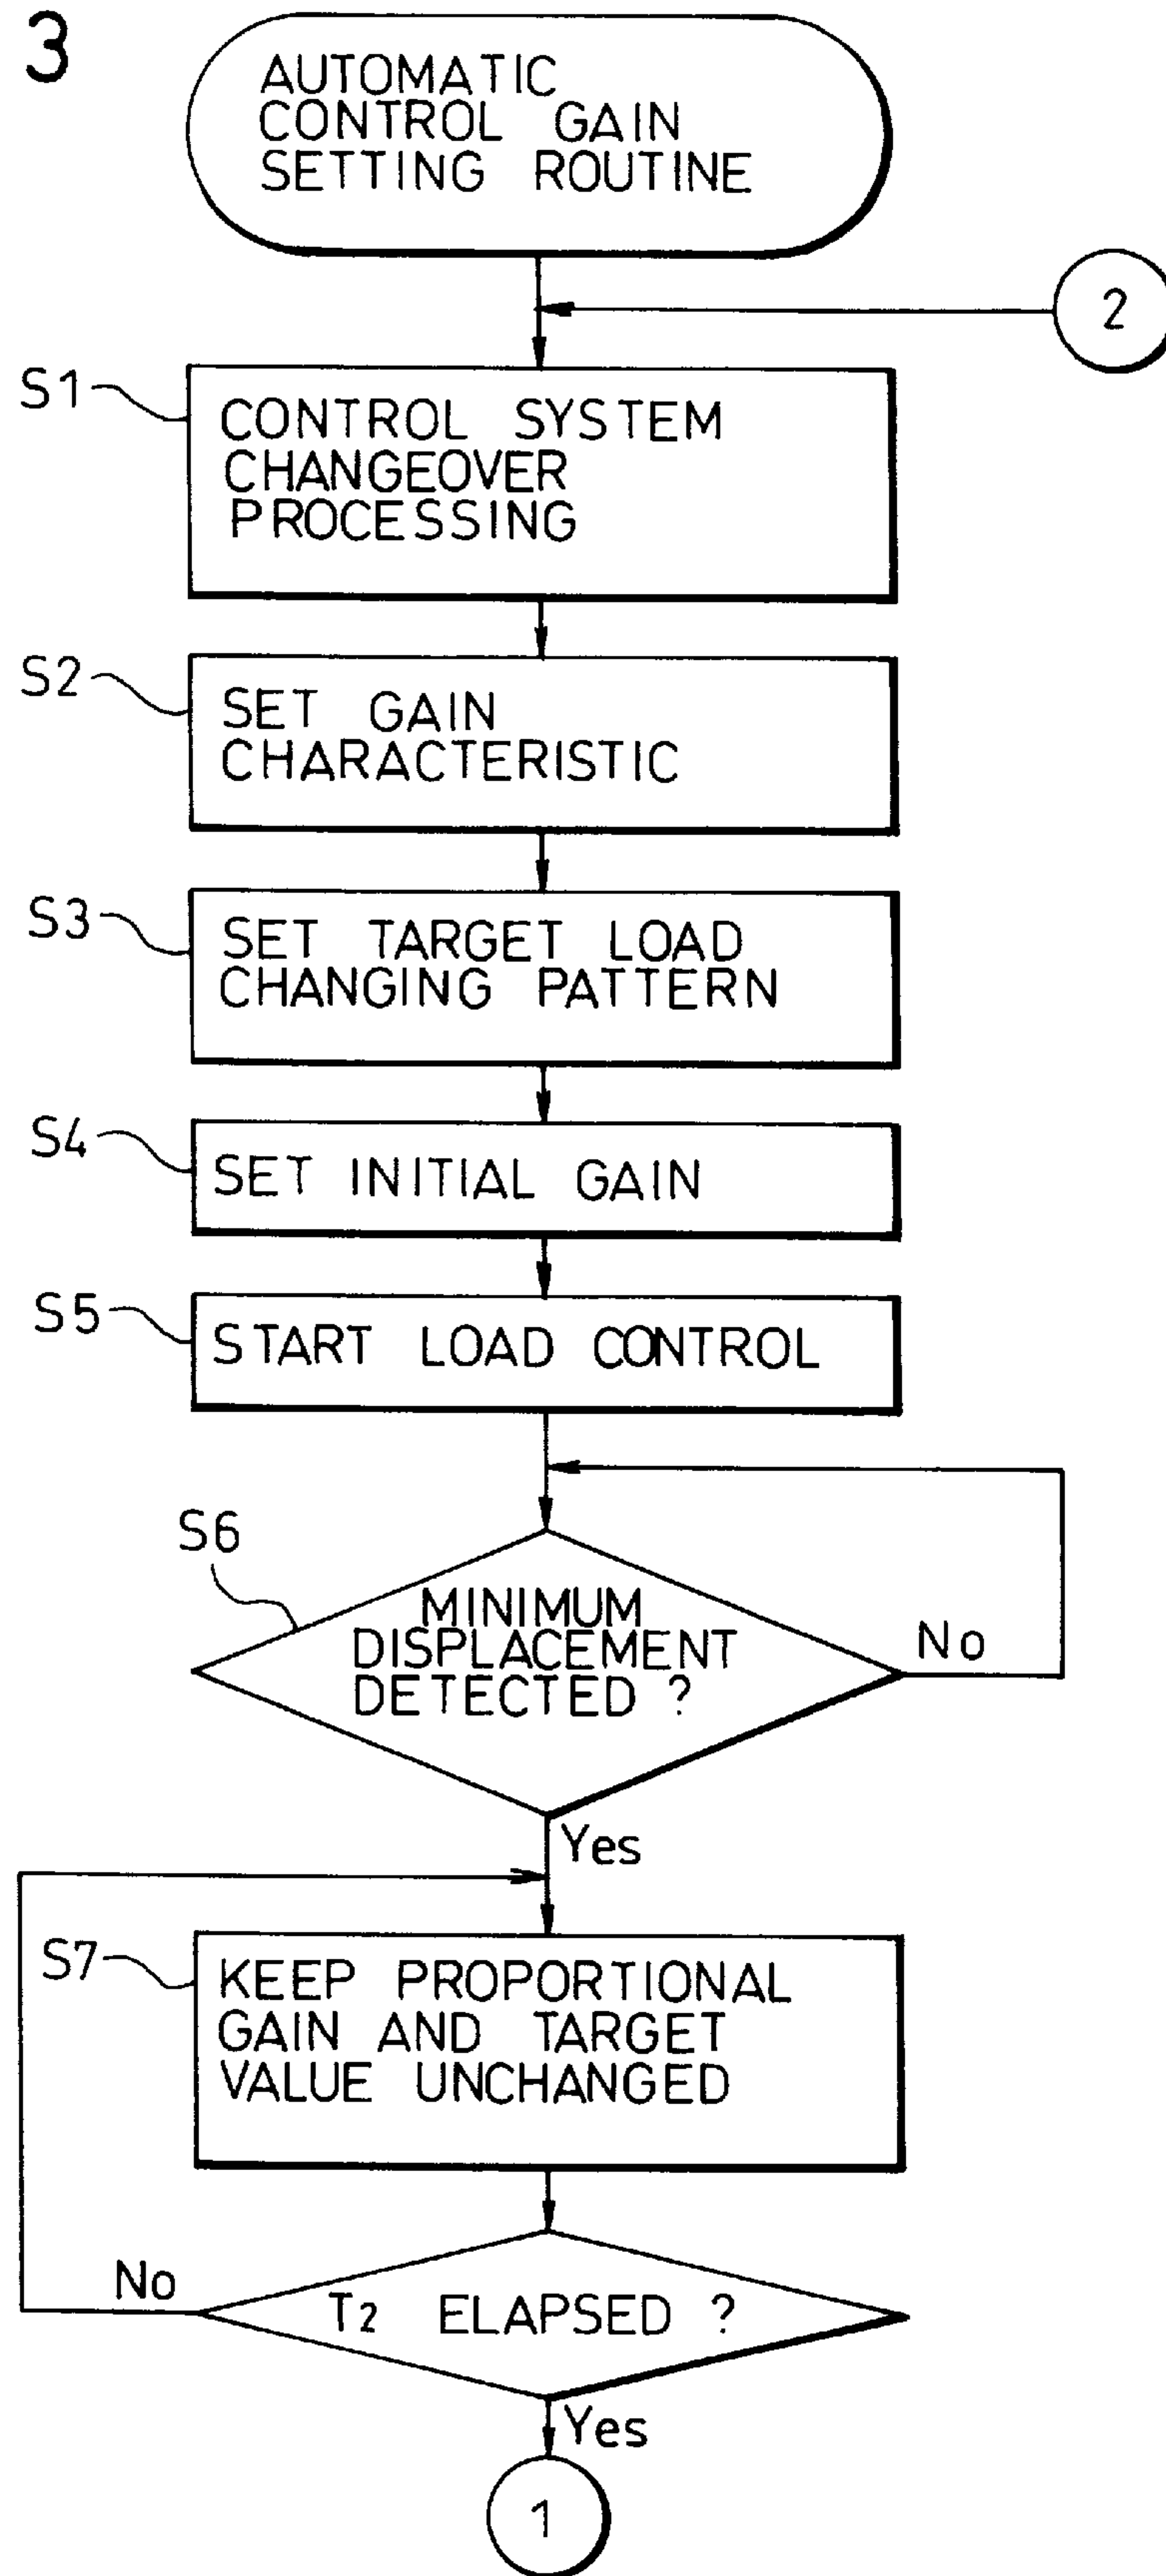 3
AUTOMATIC
CONTROL GAIN
SETTING ROUTINE
2
S1
CONTROL SYSTEM
CHANGEOVER
PROCESSING
S2
SET GAIN
CHARACTERISTIC
S3
SET TARGET LOAD
CHANGING PATTERN
S4
SET INITIAL GAIN
S5
START LOAD CONTROL
S6
MINIMUM
DISPLACEMENT
DETECTED ?
No
Yes
S7
KEEP PROPORTIONAL
GAIN AND TARGET
VALUE UNCHANGED
No
T2 ELAPSED ?
Yes
1